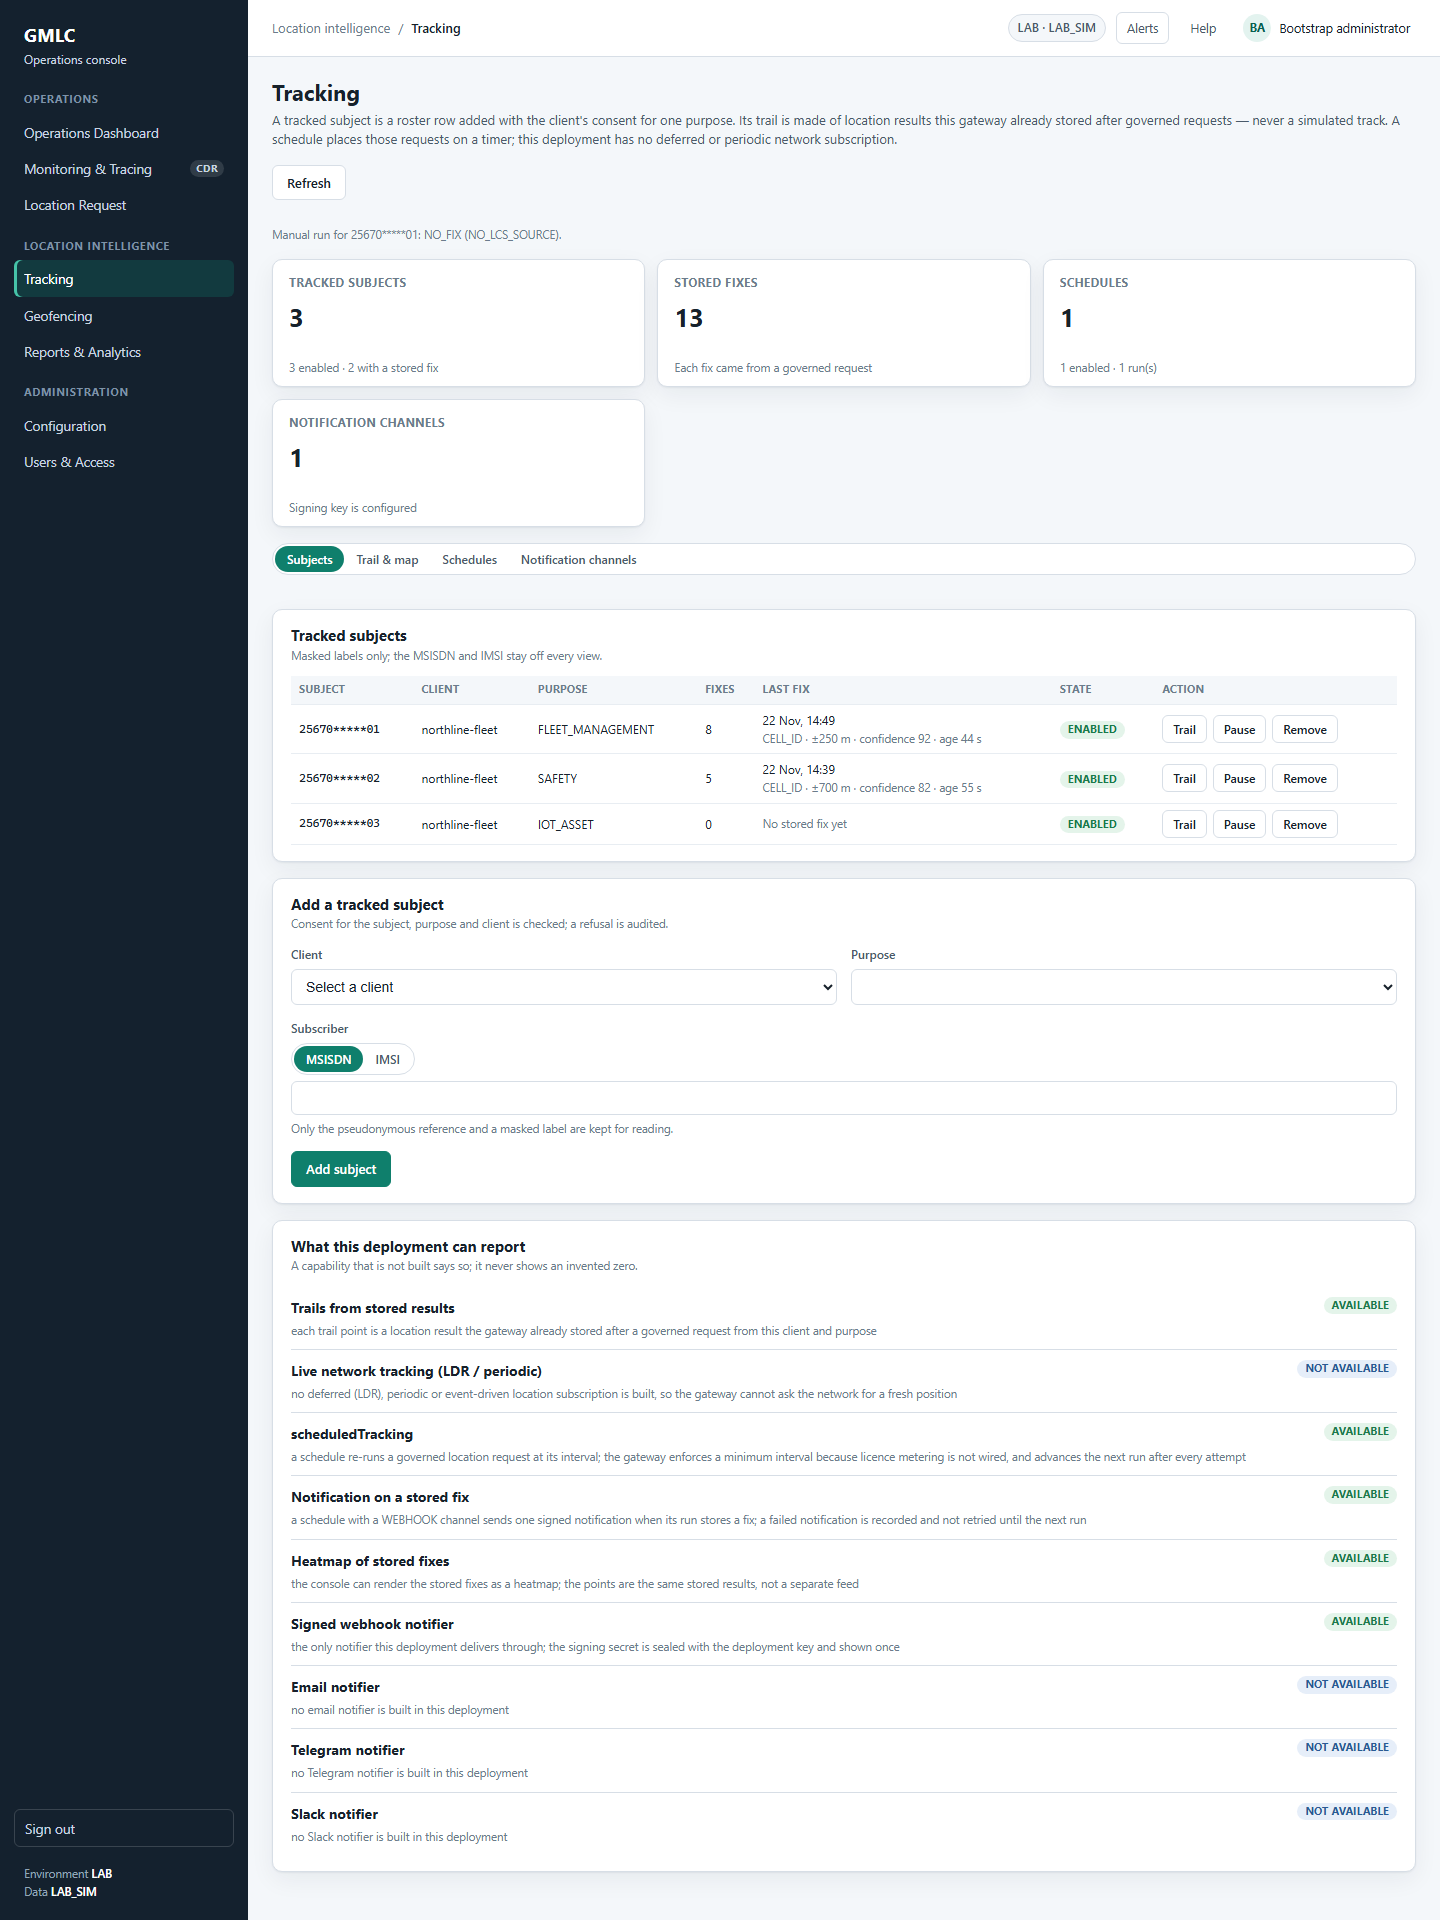 GMLC
Operations console
OPERATIONS
Operations Dashboard
Monitoring & Tracing CDR
Location Request
LOCATION INTELLIGENCE
Tracking
Geofencing
Reports & Analytics
ADMINISTRATION
Configuration
Users & Access
Sign out
Environment LAB
Data LAB_SIM
Location intelligence / Tracking
LAB · LAB_SIM Alerts Help BA Bootstrap administrator
Tracking
A tracked subject is a roster row added with the client's consent for one purpose. Its trail is made of location results this gateway already stored after governed requests — never a simulated track. A
schedule places those requests on a timer; this deployment has no deferred or periodic network subscription.
Refresh
Manual run for 25670*****01: NO_FIX (NO_LCS_SOURCE).
TRACKED SUBJECTS
3
3 enabled · 2 with a stored fix
STORED FIXES
13
Each fix came from a governed request
SCHEDULES
1
1 enabled · 1 run(s)
NOTIFICATION CHANNELS
1
Signing key is configured
Subjects Trail & map Schedules Notification channels
Tracked subjects
Masked labels only; the MSISDN and IMSI stay off every view.
SUBJECT CLIENT PURPOSE FIXES LAST FIX STATE ACTION
25670*****01 northline-fleet FLEET_MANAGEMENT 8 22 Nov, 14:49 ENABLED Trail Pause Remove
CELL_ID · ±250 m · confidence 92 · age 44 s
25670*****02 northline-fleet SAFETY 5 22 Nov, 14:39 ENABLED Trail Pause Remove
CELL_ID · ±700 m · confidence 82 · age 55 s
25670*****03 northline-fleet IOT_ASSET 0 No stored fix yet ENABLED Trail Pause Remove
Add a tracked subject
Consent for the subject, purpose and client is checked; a refusal is audited.
Client Purpose
Select a client
Subscriber
MSISDN IMSI
Only the pseudonymous reference and a masked label are kept for reading.
Add subject
What this deployment can report
A capability that is not built says so; it never shows an invented zero.
Trails from stored results AVAILABLE
each trail point is a location result the gateway already stored after a governed request from this client and purpose
Live network tracking (LDR / periodic) NOT AVAILABLE
no deferred (LDR), periodic or event-driven location subscription is built, so the gateway cannot ask the network for a fresh position
scheduledTracking AVAILABLE
a schedule re-runs a governed location request at its interval; the gateway enforces a minimum interval because licence metering is not wired, and advances the next run after every attempt
Notification on a stored fix AVAILABLE
a schedule with a WEBHOOK channel sends one signed notification when its run stores a fix; a failed notification is recorded and not retried until the next run
Heatmap of stored fixes AVAILABLE
the console can render the stored fixes as a heatmap; the points are the same stored results, not a separate feed
Signed webhook notifier AVAILABLE
the only notifier this deployment delivers through; the signing secret is sealed with the deployment key and shown once
Email notifier NOT AVAILABLE
no email notifier is built in this deployment
Telegram notifier NOT AVAILABLE
no Telegram notifier is built in this deployment
Slack notifier NOT AVAILABLE
no Slack notifier is built in this deployment